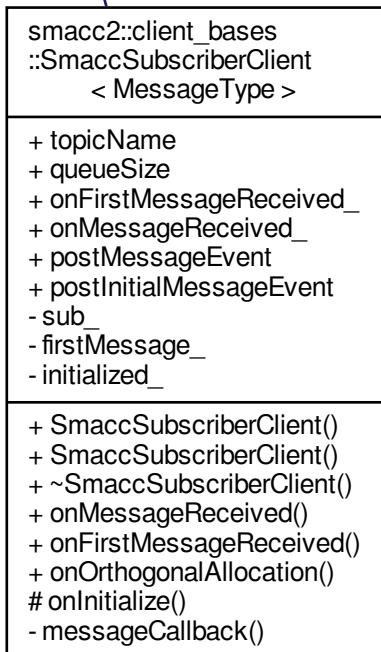 smacc2::client_bases
::SmaccSubscriberClient
< MessageType >
+ topicName
+ queueSize
+ onFirstMessageReceived_
+ onMessageReceived_
+ postMessageEvent
+ postInitialMessageEvent
- sub_
- firstMessage_
- initialized_
+ SmaccSubscriberClient()
+ SmaccSubscriberClient()
+ ~SmaccSubscriberClient()
+ onMessageReceived()
+ onFirstMessageReceived()
+ onOrthogonalAllocation()
# onInitialize()
- messageCallback()